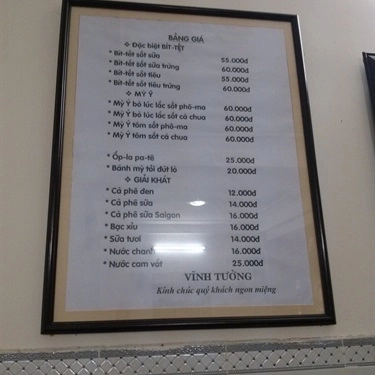 BẢNG GIÁ
❖ Đặc biệt BÍT-TẾT
* Bít-tết sốt sữa 55.000đ
* Bít-tết sốt sữa trứng 60.000đ
* Bít-tết sốt tiêu 55.000đ
* Bít-tết sốt tiêu trứng 60.000đ
❖ MỲ Ý
* Mỳ Ý bò lúc lắc sốt phô-ma 60.000đ
* Mỳ Ý bò lúc lắc sốt cà chua 60.000đ
* Mỳ Ý tôm sốt phô-ma 60.000đ
* Mỳ Ý tôm sốt cà chua 60.000đ
* Ốp-la pa-tê 25.000đ
* Bánh mỳ tỏi đút lò 20.000đ
❖ GIẢI KHÁT
* Cà phê đen 12.000đ
* Cà phê sữa 14.000đ
* Cà phê sữa Saigon 16.000đ
* Bạc xỉu 16.000đ
* Sữa tươi 14.000đ
* Nước chanh 16.000đ
* Nước cam vắt 25.000đ
VĨNH TƯỜNG
Kính chúc quý khách ngon miệng